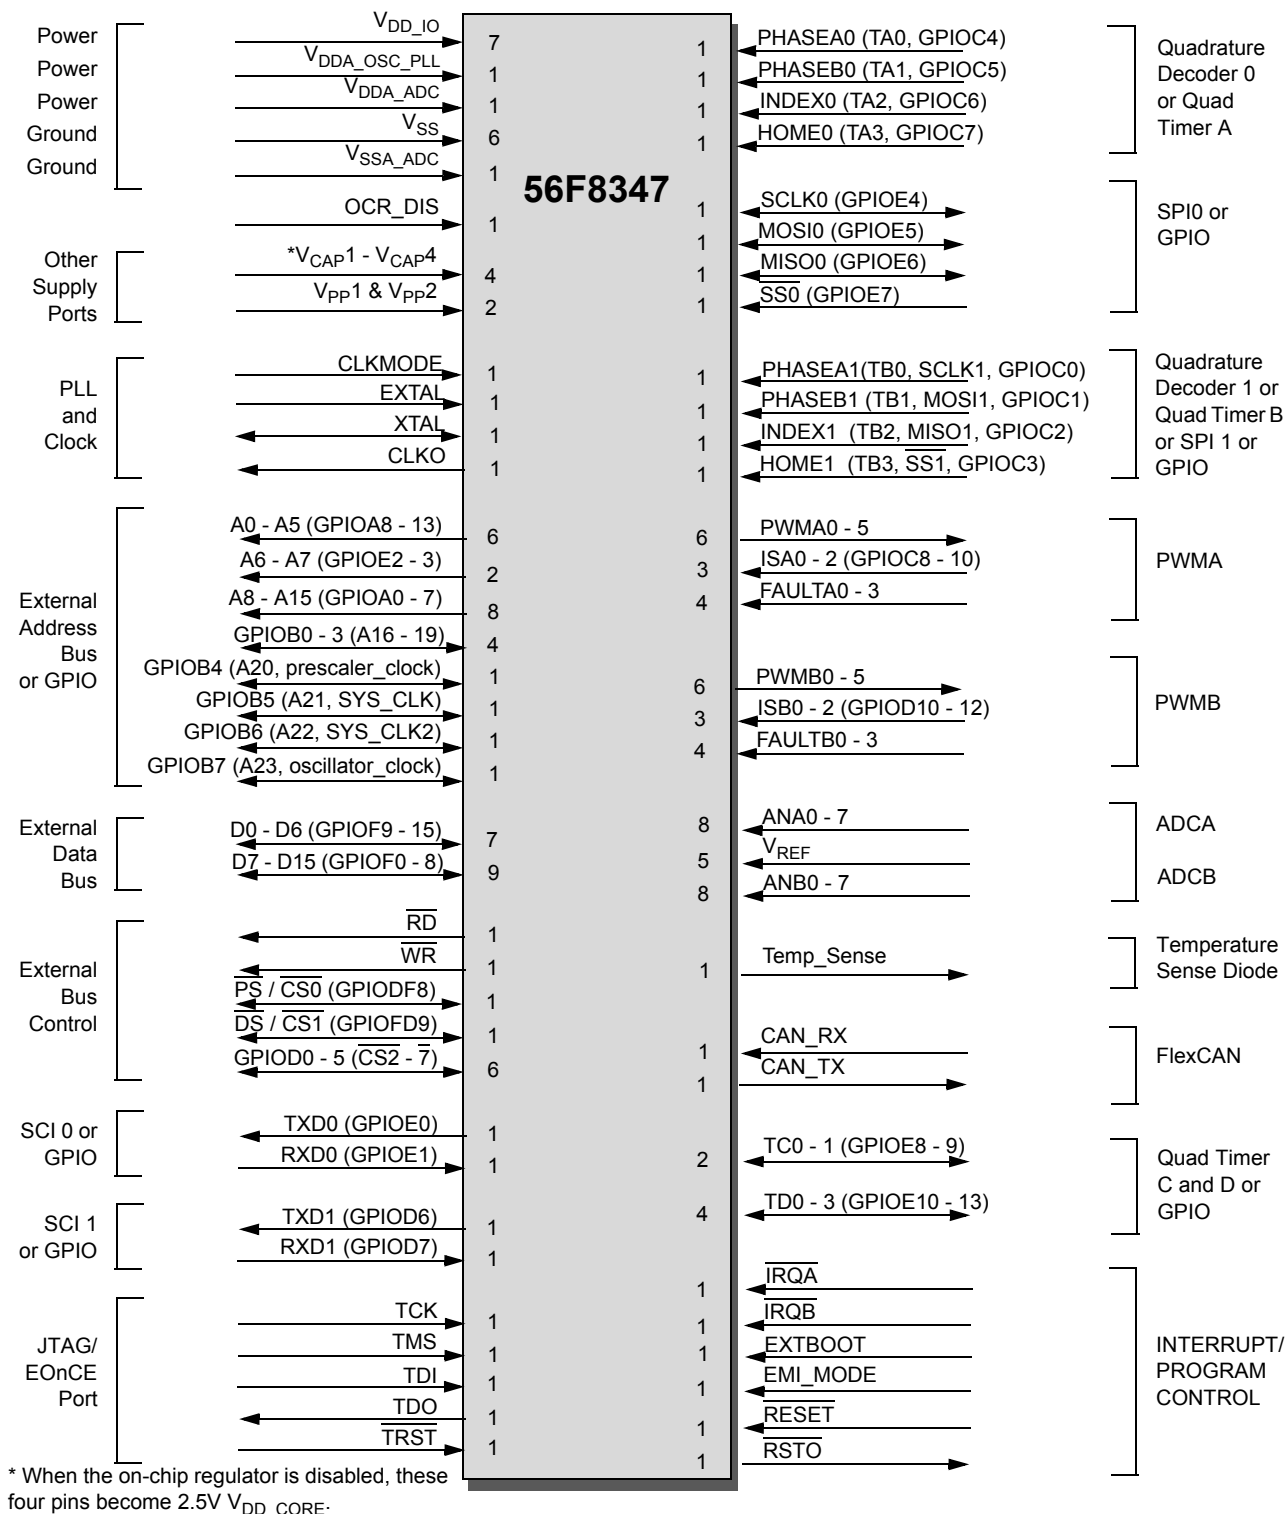 Power
V_DD_IO
7
Power
V_DDA_OSC_PLL
1
Power
V_DDA_ADC
1
Ground
V_SS
6
Ground
V_SSA_ADC
1
OCR_DIS
1
Other
Supply
Ports
*V_CAP1 - V_CAP4
4
V_PP1 & V_PP2
2
PLL
and
Clock
CLKMODE
1
EXTAL
1
XTAL
1
CLKO
1
External
Address
Bus
or GPIO
A0 - A5 (GPIOA8 - 13)
6
A6 - A7 (GPIOE2 - 3)
2
A8 - A15 (GPIOA0 - 7)
8
GPIOB0 - 3 (A16 - 19)
4
GPIOB4 (A20, prescaler_clock)
1
GPIOB5 (A21, SYS_CLK)
1
GPIOB6 (A22, SYS_CLK2)
1
GPIOB7 (A23, oscillator_clock)
1
External
Data
Bus
D0 - D6 (GPIOF9 - 15)
7
D7 - D15 (GPIOF0 - 8)
9
External
Bus
Control
RD
1
WR
1
PS / CS0 (GPIODF8)
1
DS / CS1 (GPIOFD9)
1
GPIOD0 - 5 (CS2 - 7)
6
SCI 0 or
GPIO
TXD0 (GPIOE0)
1
RXD0 (GPIOE1)
1
SCI 1
or GPIO
TXD1 (GPIOD6)
1
RXD1 (GPIOD7)
1
JTAG/
EOnCE
Port
TCK
1
TMS
1
TDI
1
TDO
1
TRST
1
* When the on-chip regulator is disabled, these
four pins become 2.5V V_DD_CORE.
56F8347
1
PHASEA0 (TA0, GPIOC4)
1
PHASEB0 (TA1, GPIOC5)
1
INDEX0 (TA2, GPIOC6)
1
HOME0 (TA3, GPIOC7)
Quadrature
Decoder 0
or Quad
Timer A
1
SCLK0 (GPIOE4)
1
MOSI0 (GPIOE5)
1
MISO0 (GPIOE6)
1
SS0 (GPIOE7)
SPI0 or
GPIO
1
PHASEA1(TB0, SCLK1, GPIOC0)
1
PHASEB1 (TB1, MOSI1, GPIOC1)
1
INDEX1 (TB2, MISO1, GPIOC2)
1
HOME1 (TB3, SS1, GPIOC3)
Quadrature
Decoder 1 or
Quad Timer B
or SPI 1 or
GPIO
6
PWMA0 - 5
3
ISA0 - 2 (GPIOC8 - 10)
4
FAULTA0 - 3
PWMA
6
PWMB0 - 5
3
ISB0 - 2 (GPIOD10 - 12)
4
FAULTB0 - 3
PWMB
8
ANA0 - 7
5
V_REF
8
ANB0 - 7
ADCA
ADCB
1
Temp_Sense
Temperature
Sense Diode
1
CAN_RX
1
CAN_TX
FlexCAN
2
TC0 - 1 (GPIOE8 - 9)
4
TD0 - 3 (GPIOE10 - 13)
Quad Timer
C and D or
GPIO
1
IRQA
1
IRQB
1
EXTBOOT
1
EMI_MODE
1
RESET
1
RSTO
INTERRUPT/
PROGRAM
CONTROL